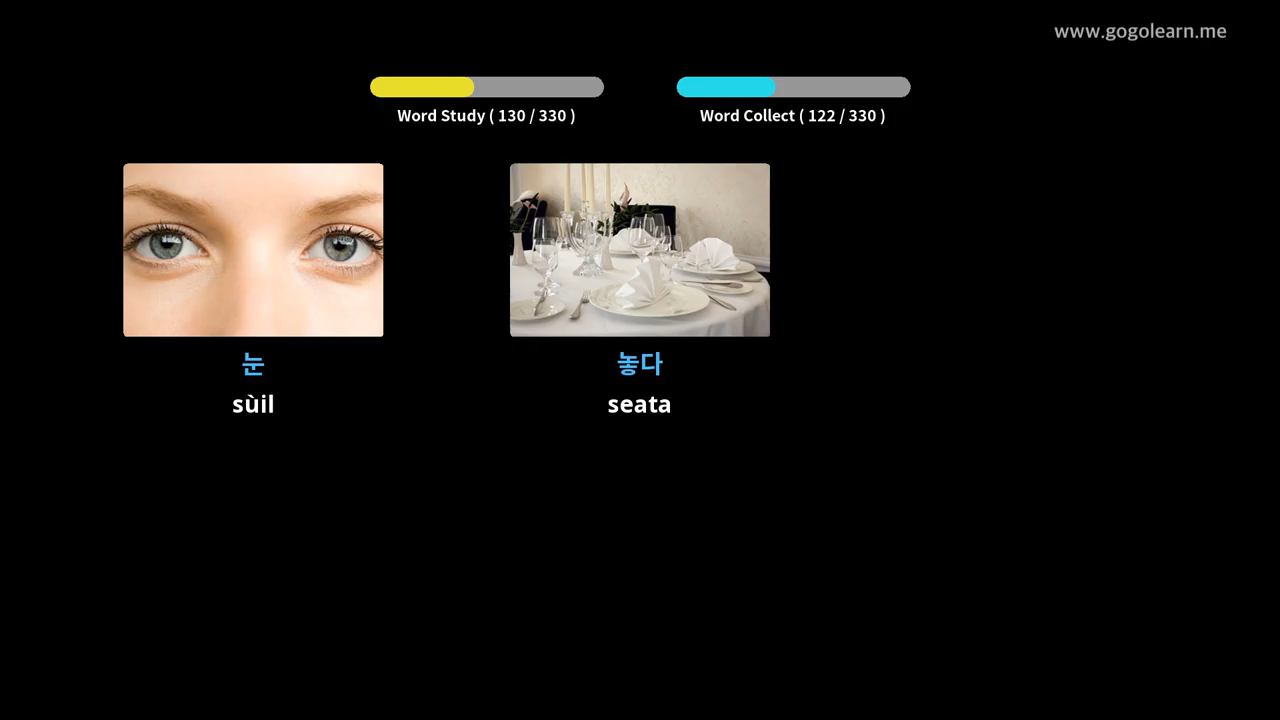 www.gogolearn.me
Word Study ( 130 / 330 )
Word Collect ( 122 / 330 )
눈
sùil
놓다
seata